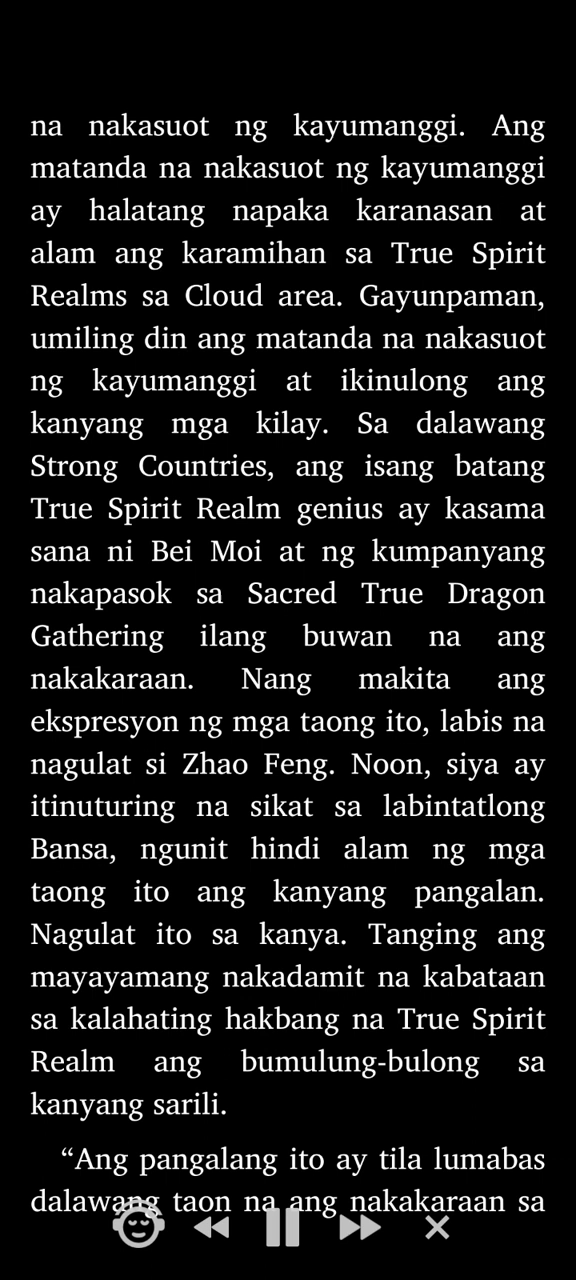 na nakasuot ng kayumanggi. Ang
matanda na nakasuot ng kayumanggi
ay halatang napaka karanasan at
alam ang karamihan sa True Spirit
Realms sa Cloud area. Gayunpaman,
umiling din ang matanda na nakasuot
ng kayumanggi at ikinulong ang
kanyang mga kilay. Sa dalawang
Strong Countries, ang isang batang
True Spirit Realm genius ay kasama
sana ni Bei Moi at ng kumpanyang
nakapasok sa Sacred True Dragon
Gathering ilang buwan na ang
nakakaraan. Nang makita ang
ekspresyon ng mga taong ito, labis na
nagulat si Zhao Feng. Noon, siya ay
itinuturing na sikat sa labintatlong
Bansa, ngunit hindi alam ng mga
taong ito ang kanyang pangalan.
Nagulat ito sa kanya. Tanging ang
mayayamang nakadamit na kabataan
sa kalahating hakbang na True Spirit
Realm ang bumulung-bulong sa
kanyang sarili.
“Ang pangalang ito ay tila lumabas
dalawang taon na ang nakakaraan sa